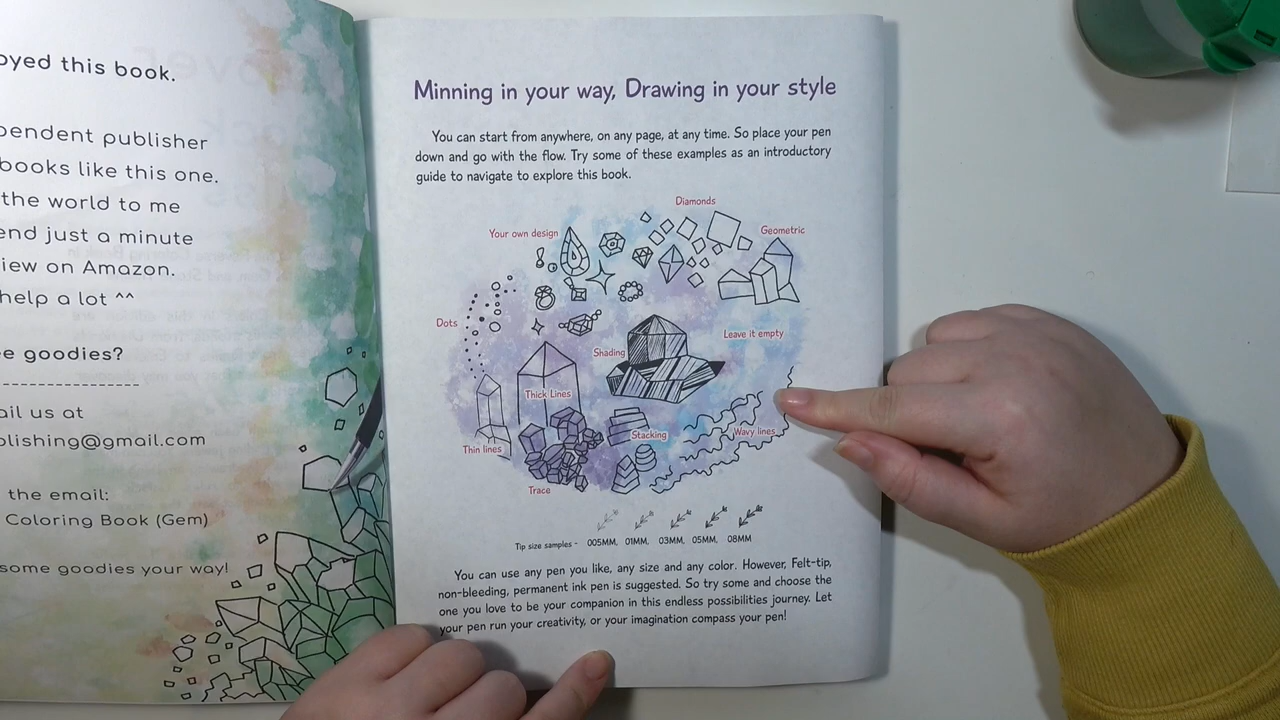 oyed this book.
pendent publisher
books like this one.
the world to me
end just a minute
iew on Amazon.
help a lot ^^
e goodies?
----------------
ail us at
blishing@gmail.com
the email:
Coloring Book (Gem)
some goodies your way!
Minning in your way, Drawing in your style
You can start from anywhere, on any page, at any time. So place your pen
down and go with the flow. Try some of these examples as an introductory
guide to navigate to explore this book.
Diamonds
Your own design
Geometric
Dots
Leave it empty
Shading
Thick Lines
Wavy lines
Stacking
Thin lines
Trace
Tip size samples - 005MM, 01MM, 03MM, 05MM, 08MM
You can use any pen you like, any size and any color. However, Felt-tip,
non-bleeding, permanent ink pen is suggested. So try some and choose the
one you love to be your companion in this endless possibilities journey. Let
your pen run your creativity, or your imagination compass your pen!